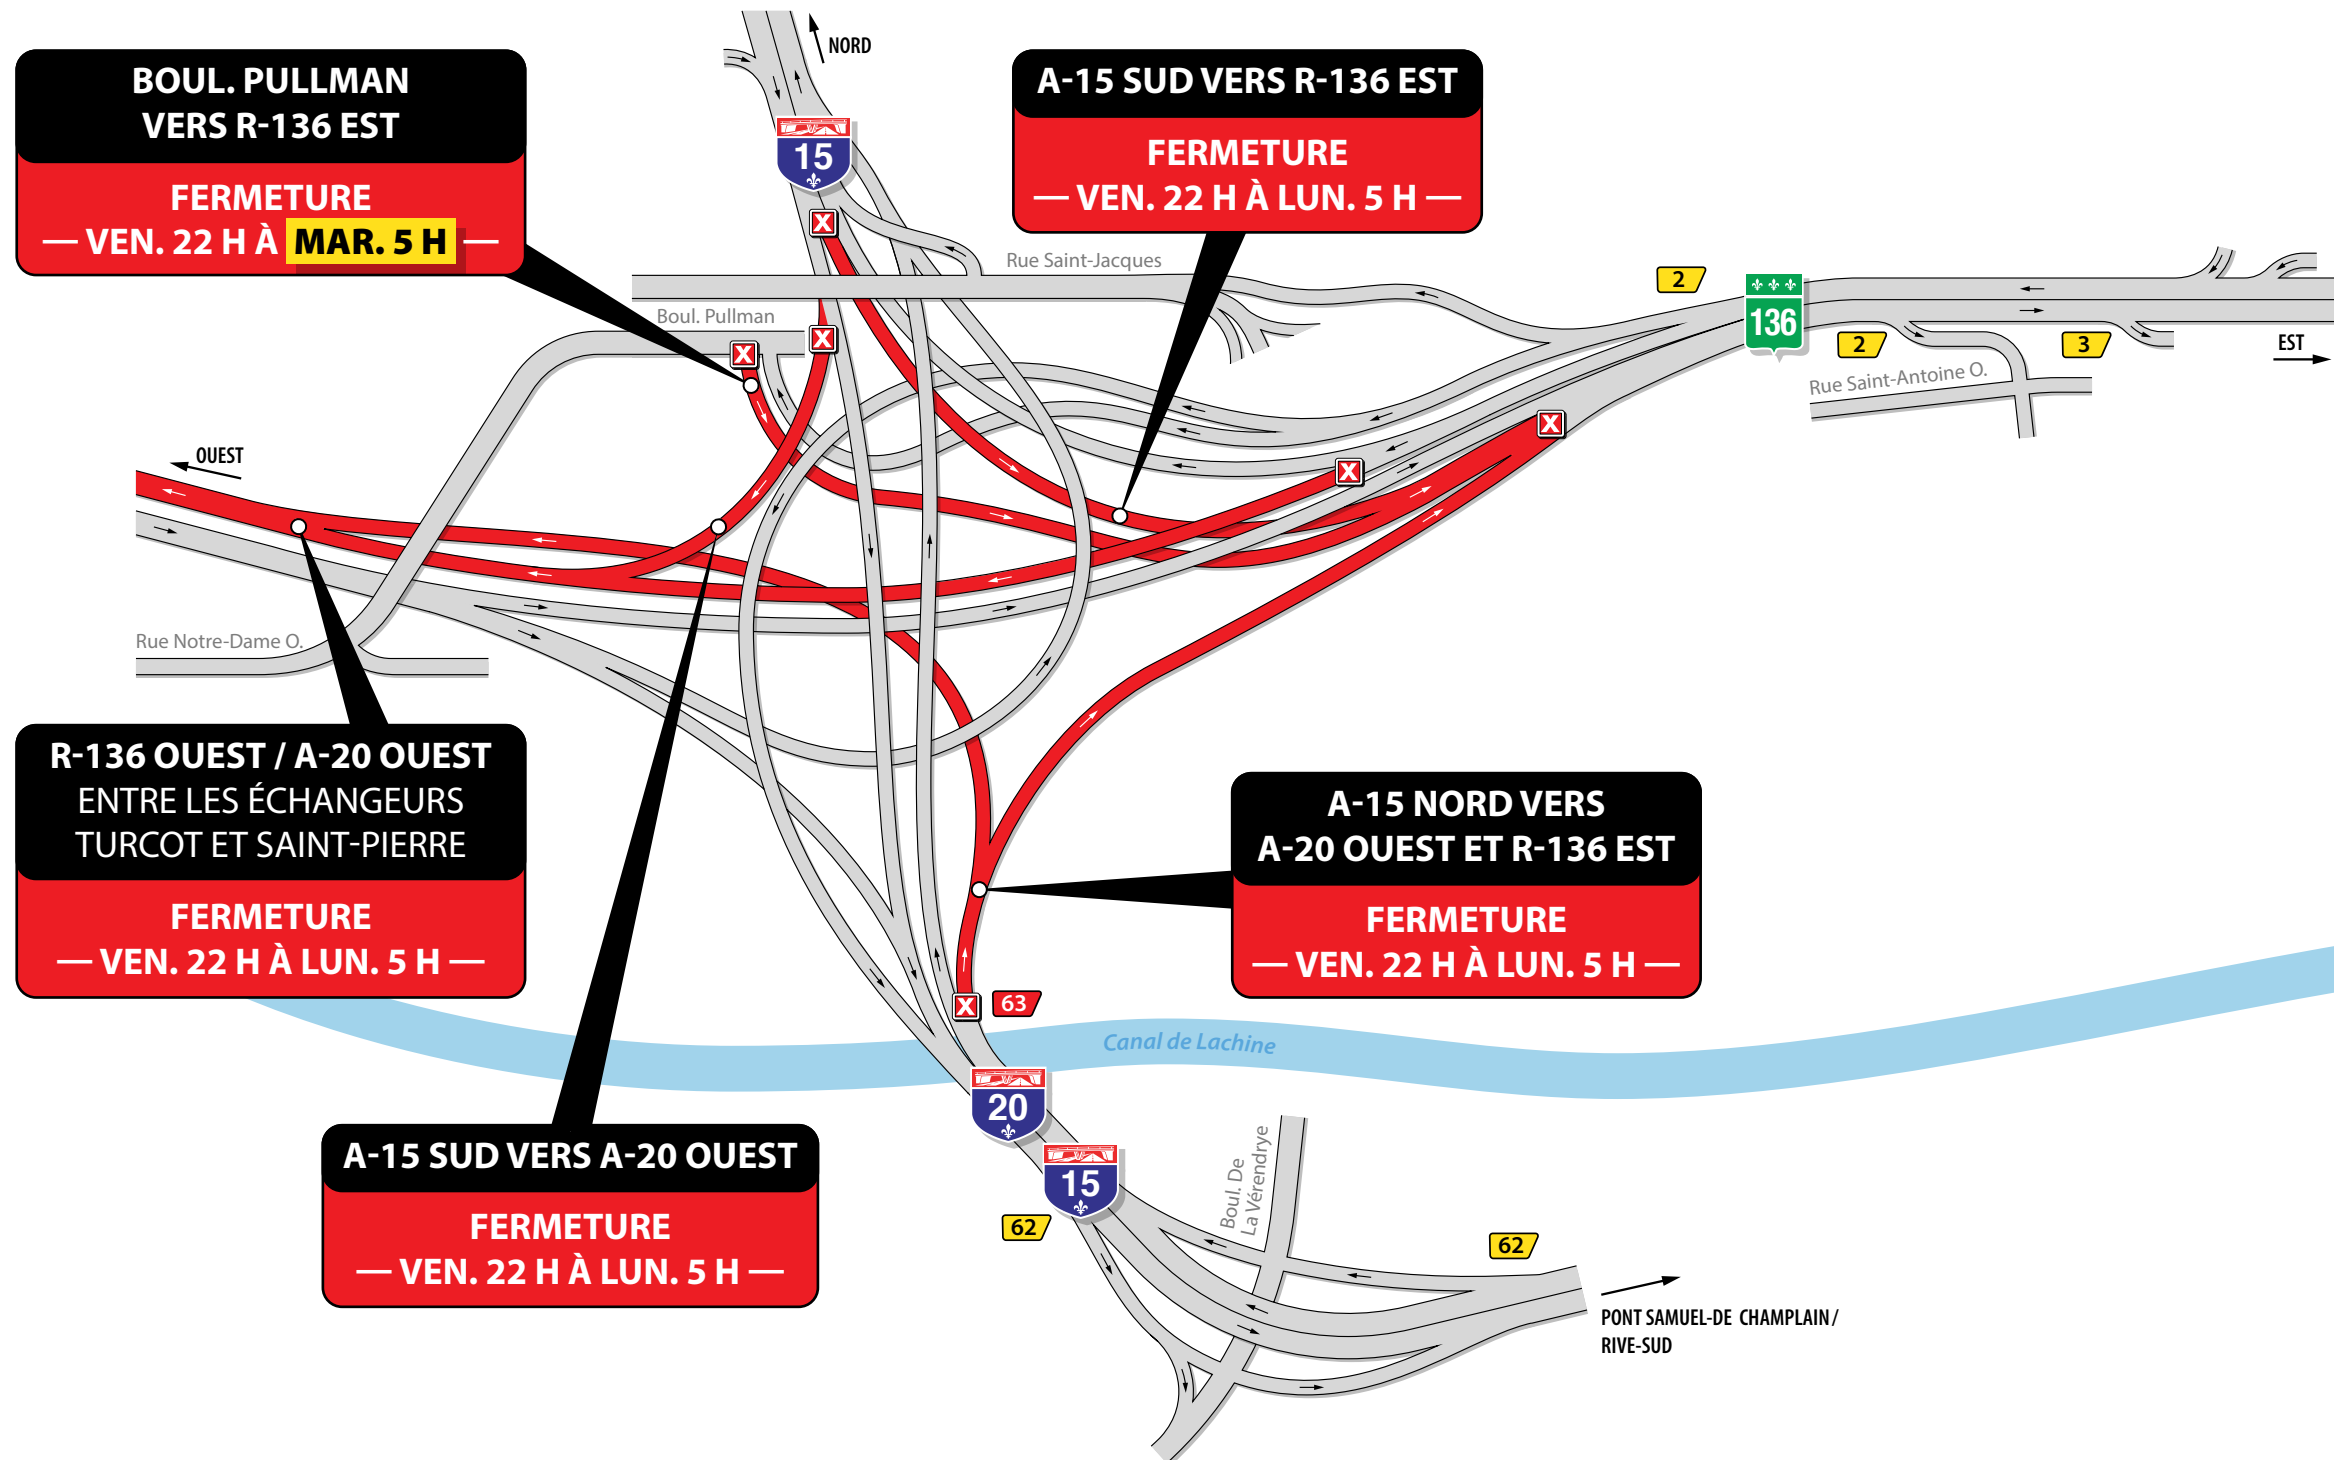 NORD
BOUL. PULLMAN
VERS R-136 EST
FERMETURE
— VEN. 22 H À MAR. 5 H —
A-15 SUD VERS R-136 EST
FERMETURE
— VEN. 22 H À LUN. 5 H —
15
Rue Saint-Jacques
Boul. Pullman
2
136
2
3
EST
Rue Saint-Antoine O.
OUEST
Rue Notre-Dame O.
R-136 OUEST / A-20 OUEST
ENTRE LES ÉCHANGEURS
TURCOT ET SAINT-PIERRE
FERMETURE
— VEN. 22 H À LUN. 5 H —
A-15 NORD VERS
A-20 OUEST ET R-136 EST
FERMETURE
— VEN. 22 H À LUN. 5 H —
63
Canal de Lachine
20
A-15 SUD VERS A-20 OUEST
FERMETURE
— VEN. 22 H À LUN. 5 H —
15
62
Boul. De
La Vérendrye
62
PONT SAMUEL-DE CHAMPLAIN/
RIVE-SUD